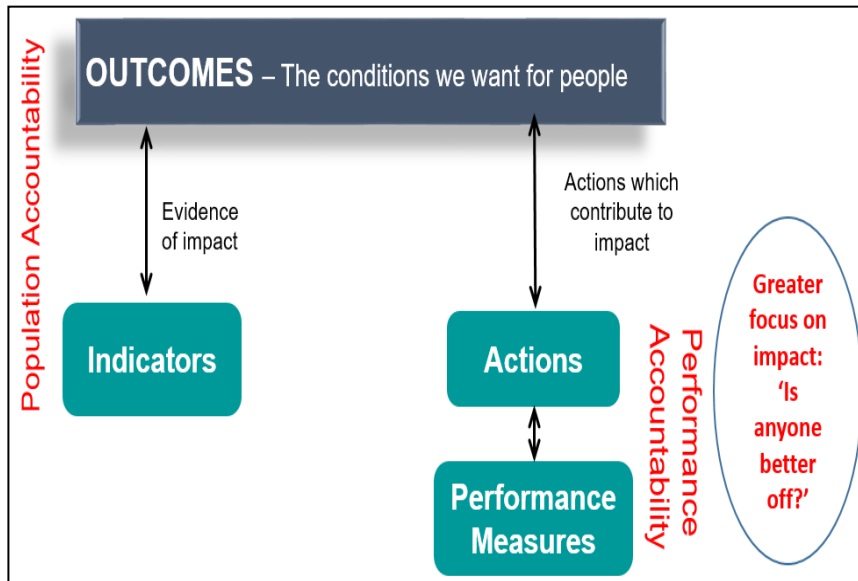 OUTCOMES – The conditions we want for people
Population Accountability
Evidence
of impact
Actions which
contribute to
impact
Indicators
Actions
Performance
Measures
Performance
Accountability
Greater
focus on
impact:
‘Is
anyone
better
off?’